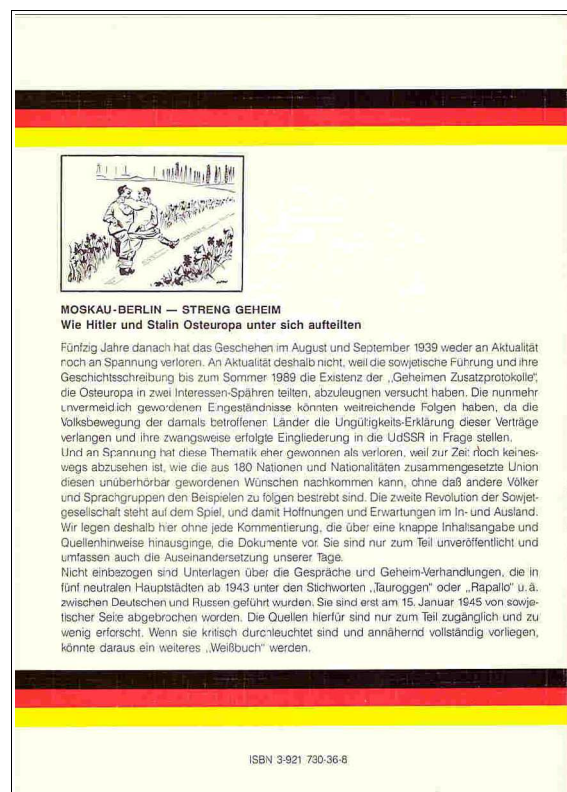 MOSKAU-BERLIN — STRENG GEHEIM
Wie Hitler und Stalin Osteuropa unter sich aufteilten
Fünfzig Jahre danach hat das Geschehen im August und September 1939 weder an Aktualität
noch an Spannung verloren. An Aktualität deshalb nicht, weil die sowjetische Führung und ihre
Geschichtsschreibung bis zum Sommer 1989 die Existenz der „Geheimen Zusatzprotokolle",
die Osteuropa in zwei Interessen-Spähren teilten, abzuleugnen versucht haben. Die nunmehr
unvermeidlich gewordenen Eingeständnisse könnten weitreichende Folgen haben, da die
Volksbewegung der damals betroffenen Länder die Ungültigkeits-Erklärung dieser Verträge
verlangen und ihre zwangsweise erfolgte Eingliederung in die UdSSR in Frage stellen.
Und an Spannung hat diese Thematik eher gewonnen als verloren, weil zur Zeit noch keines-
wegs abzusehen ist, wie die aus 180 Nationen und Nationalitäten zusammengesetzte Union
diesen unüberhörbar gewordenen Wünschen nachkommen kann, ohne daß andere Völker
und Sprachgruppen den Beispielen zu folgen bestrebt sind. Die zweite Revolution der Sowjet-
gesellschaft steht auf dem Spiel, und damit Hoffnungen und Erwartungen im In- und Ausland.
Wir legen deshalb hier ohne jede Kommentierung, die über eine knappe Inhaltsangabe und
Quellenhinweise hinausginge, die Dokumente vor. Sie sind nur zum Teil unveröffentlicht und
umfassen auch die Auseinandersetzung unserer Tage.
Nicht einbezogen sind Unterlagen über die Gespräche und Geheim-Verhandlungen, die in
fünf neutralen Hauptstädten ab 1943 unter den Stichworten „Tauroggen" oder „Rapallo" u. ä.
zwischen Deutschen und Russen geführt wurden. Sie sind erst am 15. Januar 1945 von sowje-
tischer Seite abgebrochen worden. Die Quellen hierfür sind nur zum Teil zugänglich und zu
wenig erforscht. Wenn sie kritisch durchleuchtet sind und annähernd vollständig vorliegen,
könnte daraus ein weiteres „Weißbuch" werden.
ISBN 3-921 730-36-8